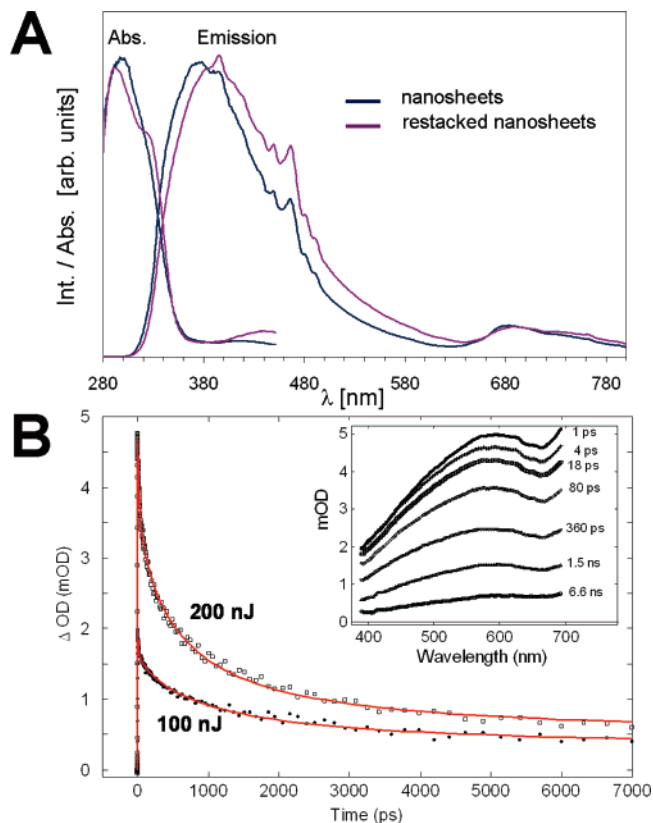 A
Abs.
Emission
nanosheets
restacked nanosheets
Int. / Abs. [arb. units]
280
380
480
580
680
780
λ [nm]
B
5
4
3
2
1
0
Δ OD (mOD)
200 nJ
100 nJ
0
1000
2000
3000
4000
5000
6000
7000
Time (ps)
5
4
3
2
1
0
mOD
1 ps
4 ps
18 ps
80 ps
360 ps
1.5 ns
6.6 ns
400
500
600
700
Wavelength (nm)